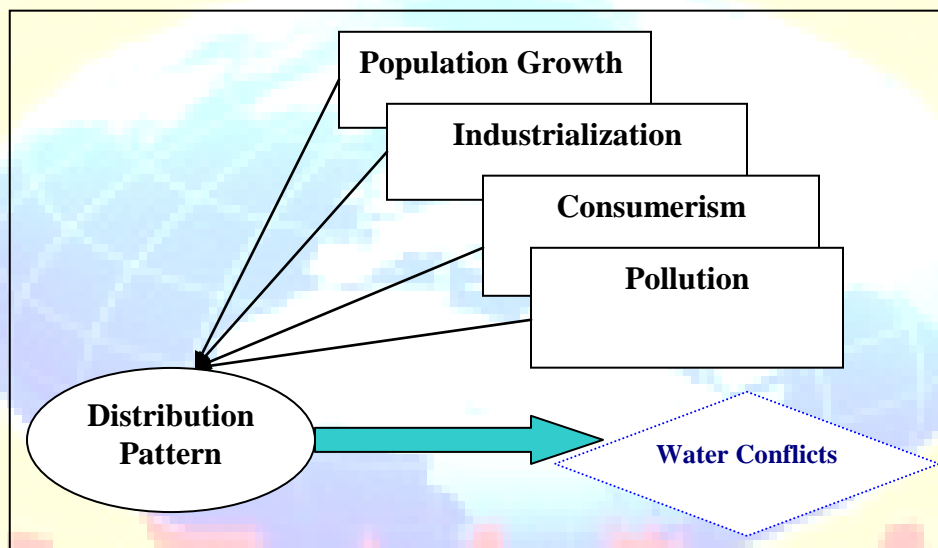 Population Growth
Industrialization
Consumerism
Pollution
Distribution
Pattern
Water Conflicts